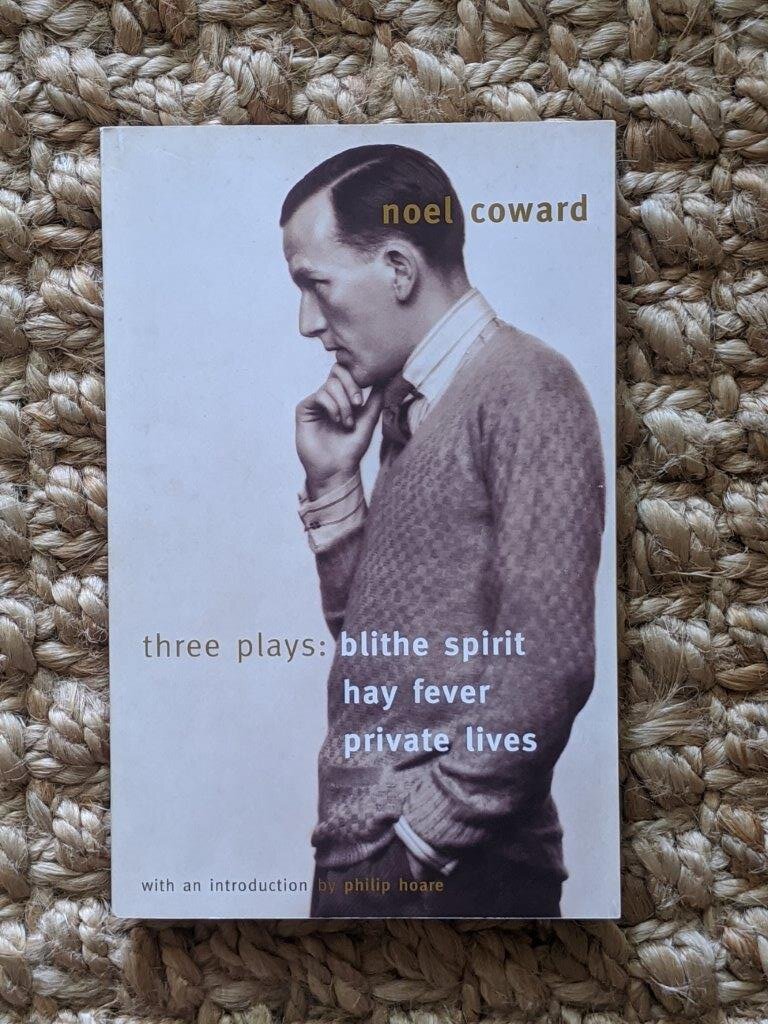 noel coward
three plays: blithe spirit
hay fever
private lives
with an introduction by philip hoare